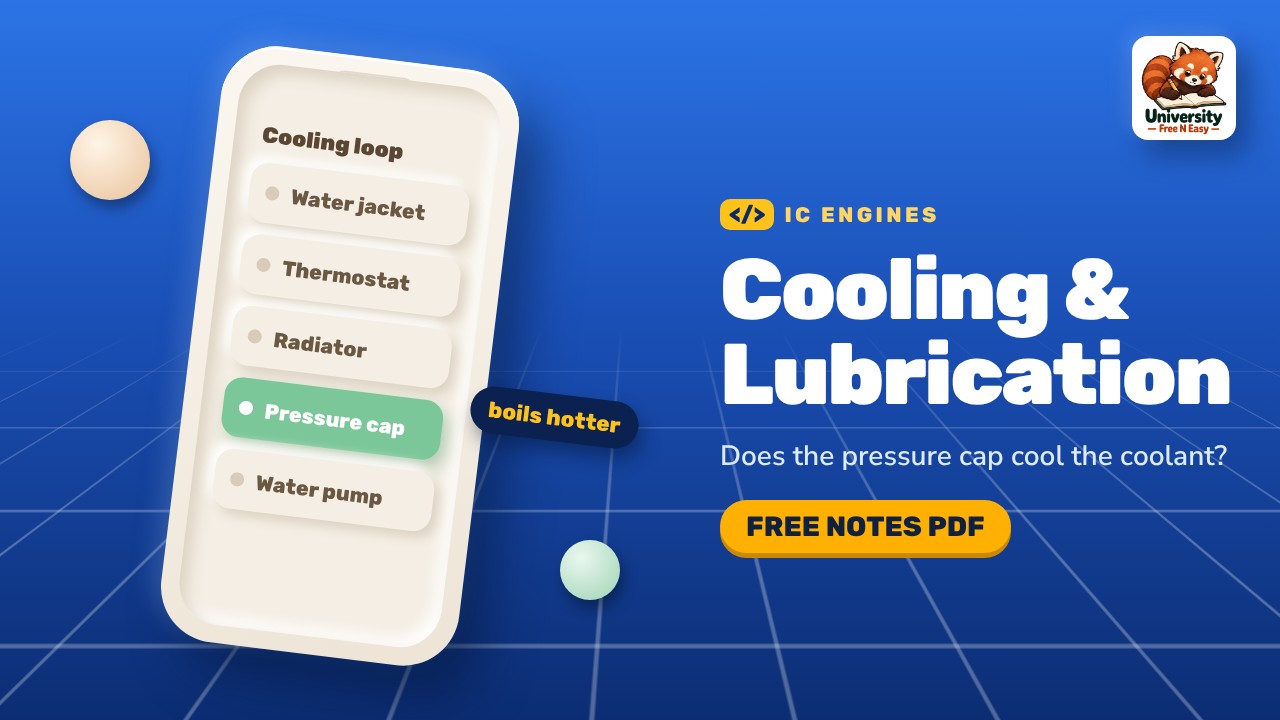 Cooling loop
Water jacket
Thermostat
Radiator
Pressure cap
boils hotter
Water pump
University
Free N Easy
</> IC ENGINES
Cooling &
Lubrication
Does the pressure cap cool the coolant?
FREE NOTES PDF